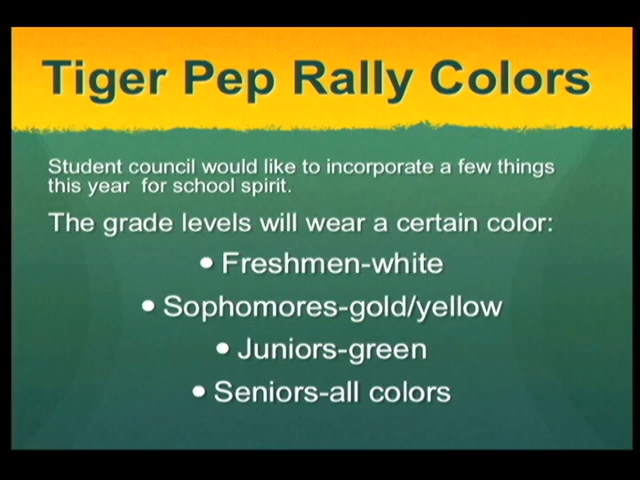 Tiger Pep Rally Colors
Student council would like to incorporate a few things
this year  for school spirit.
The grade levels will wear a certain color:
• Freshmen-white
• Sophomores-gold/yellow
• Juniors-green
• Seniors-all colors